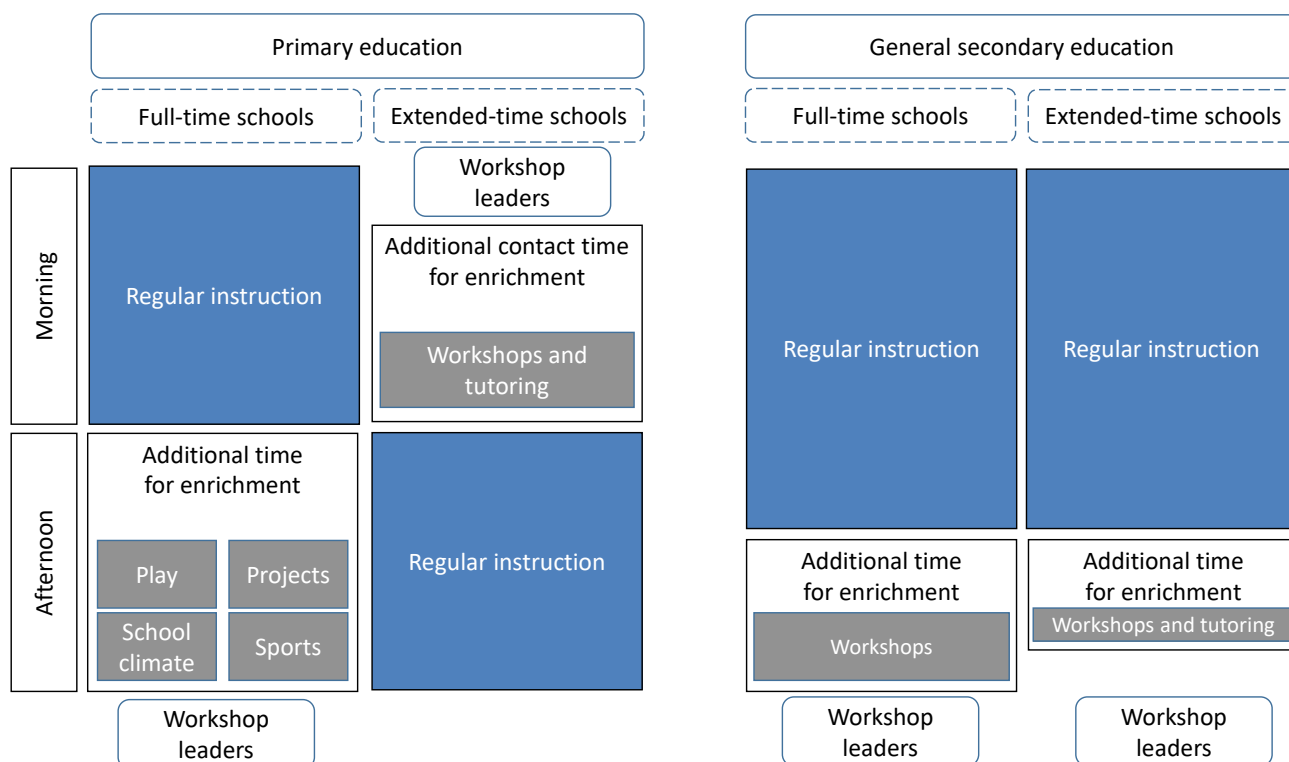 Primary education
General secondary education
Full-time schools
Extended-time schools
Full-time schools
Extended-time schools
Morning
Regular instruction
Workshop
leaders
Additional contact time
for enrichment
Workshops and
tutoring
Regular instruction
Regular instruction
Afternoon
Additional time
for enrichment
Play
Projects
School
climate
Sports
Workshop
leaders
Regular instruction
Additional time
for enrichment
Workshops
Workshop
leaders
Additional time
for enrichment
Workshops and tutoring
Workshop
leaders